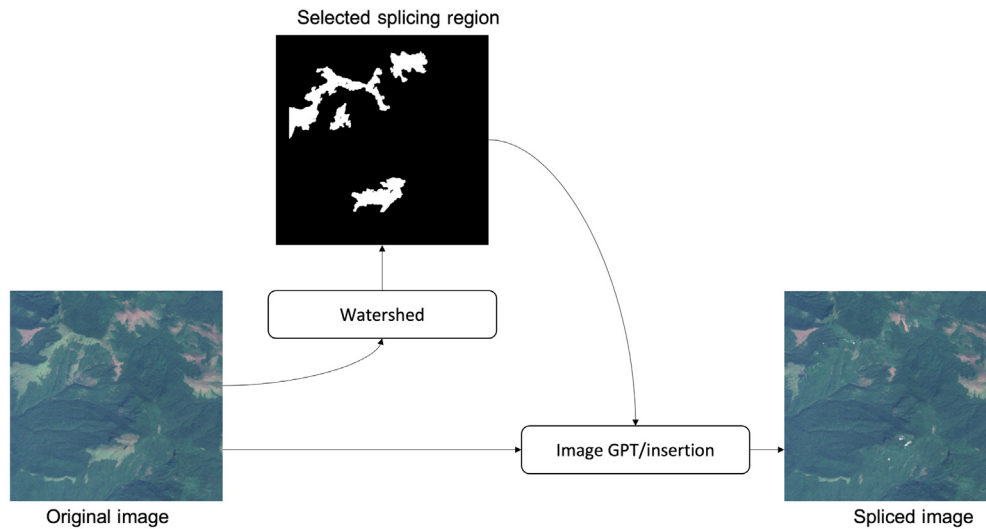 Selected splicing region
Watershed
Image GPT/insertion
Original image
Spliced image